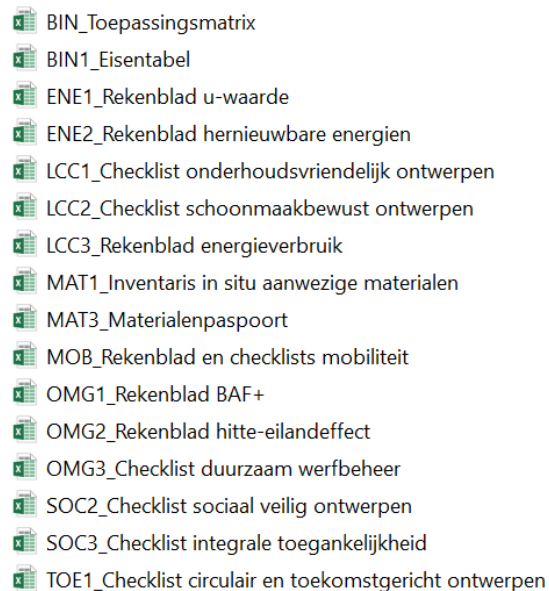 BIN_Toepassingsmatrix
BIN1_Eisentabel
ENE1_Rekenblad u-waarde
ENE2_Rekenblad hernieuwbare energien
LCC1_Checklist onderhoudsvriendelijk ontwerpen
LCC2_Checklist schoonmaakbewust ontwerpen
LCC3_Rekenblad energieverbruik
MAT1_Inventaris in situ aanwezige materialen
MAT3_Materialenpaspoort
MOB_Rekenblad en checklists mobiliteit
OMG1_Rekenblad BAF+
OMG2_Rekenblad hitte-eilandeffect
OMG3_Checklist duurzaam werfbeheer
SOC2_Checklist sociaal veilig ontwerpen
SOC3_Checklist integrale toegankelijkheid
TOE1_Checklist circulair en toekomstgericht ontwerpen